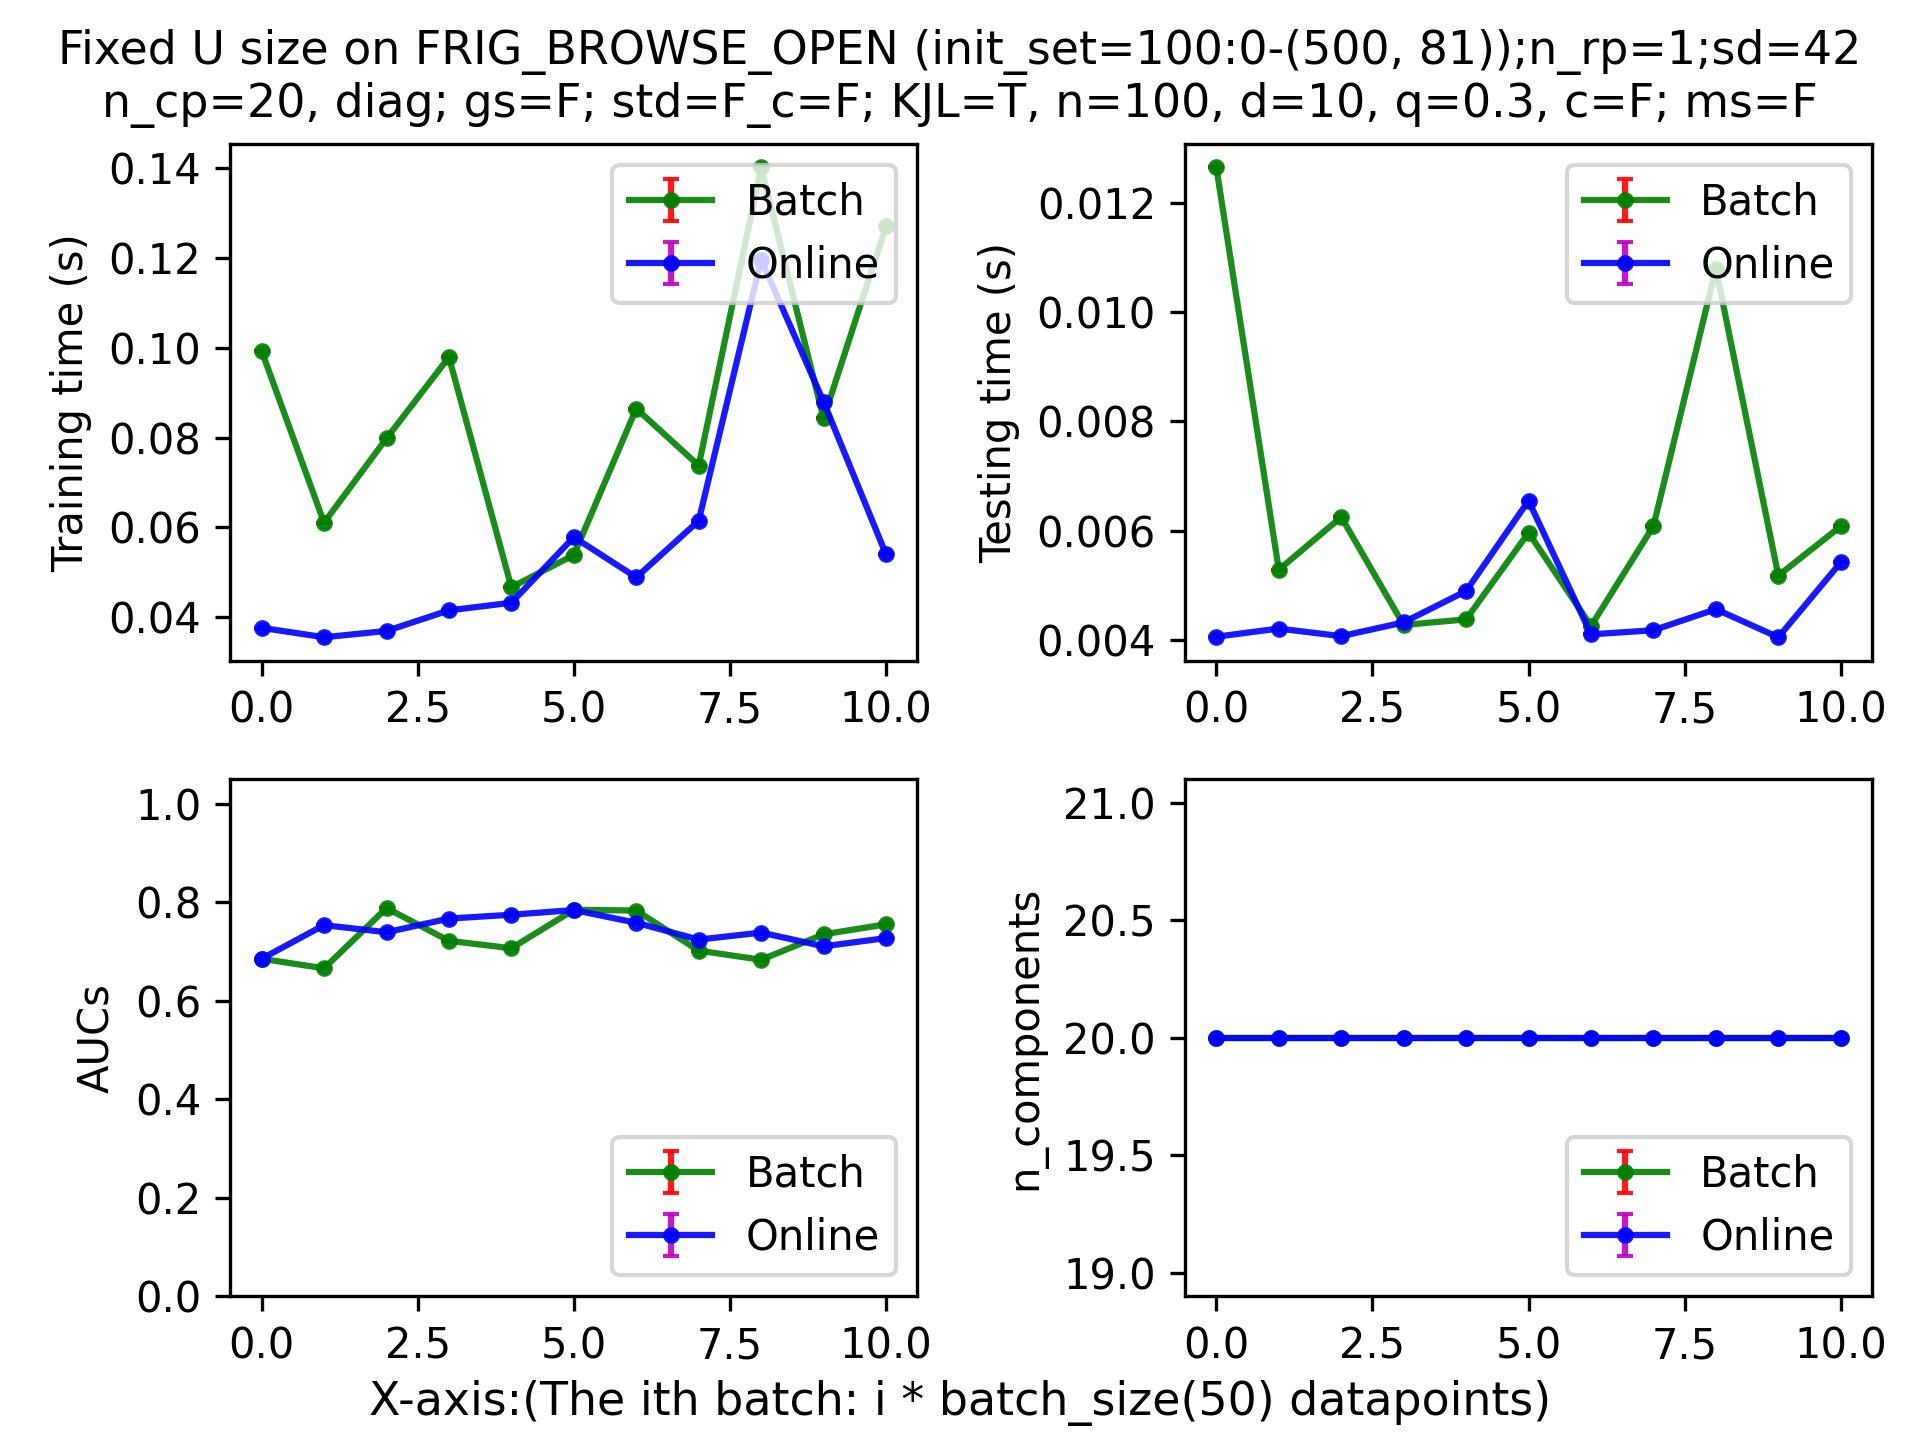 Fixed U size on FRIG_BROWSE_OPEN (init_set=100:0-(500, 81));n_rp=1;sd=42
n_cp=20, diag; gs=F; std=F_c=F; KJL=T, n=100, d=10, q=0.3, c=F; ms=F
Training time (s)
0.14
0.12
0.10
0.08
0.06
0.04
0.0 2.5 5.0 7.5 10.0
Batch
Online
Testing time (s)
0.012
0.010
0.008
0.006
0.004
0.0 2.5 5.0 7.5 10.0
Batch
Online
AUCs
1.0
0.8
0.6
0.4
0.2
0.0
0.0 2.5 5.0 7.5 10.0
Batch
Online
n_components
21.0
20.5
20.0
19.5
19.0
0.0 2.5 5.0 7.5 10.0
Batch
Online
X-axis:(The ith batch: i * batch_size(50) datapoints)